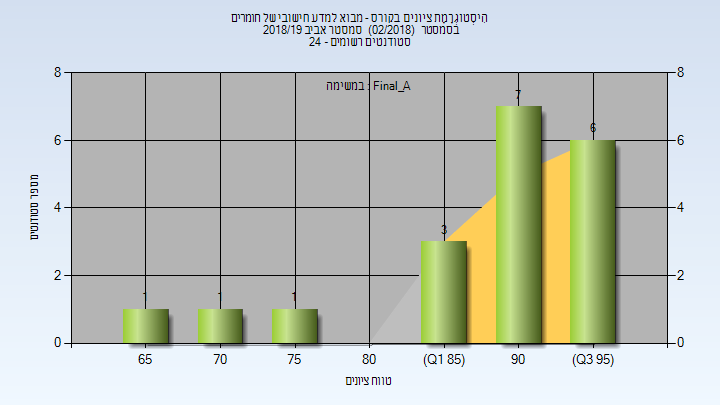 היסטוגרמת ציונים בקורס - מבוא למדע חישובי של חומרים
בסמסטר (02/2018) סמסטר אביב 2018/19
סטודנטים רשומים - 24
במשימה : Final_A
8 8
6 6
4 4
2 2
0 0
מספר סטודנטים
1 1 1 3 7 6
65 70 75 80 (Q1 85) 90 (Q3 95)
טווח ציונים